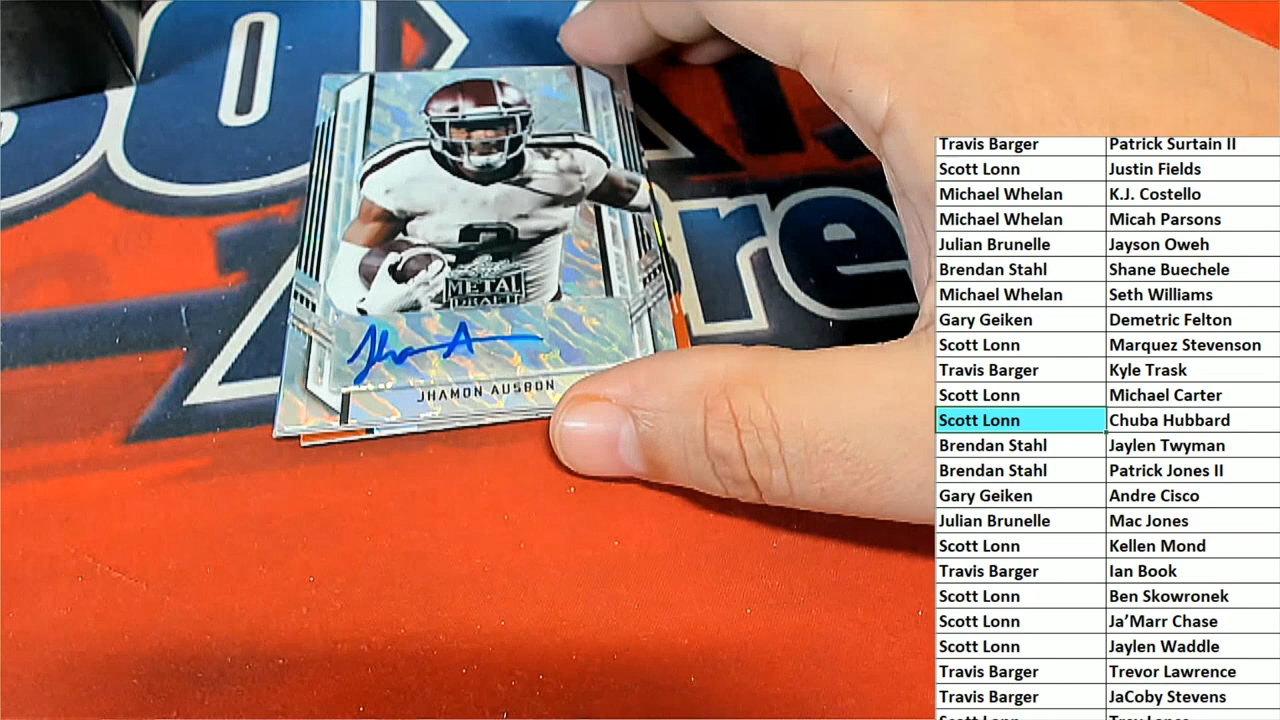 re
2
Leaf
METAL
DRAFT
JHAMON AUSBON
Travis Barger Patrick Surtain II
Scott Lonn Justin Fields
Michael Whelan K.J. Costello
Michael Whelan Micah Parsons
Julian Brunelle Jayson Oweh
Brendan Stahl Shane Buechele
Michael Whelan Seth Williams
Gary Geiken Demetric Felton
Scott Lonn Marquez Stevenson
Travis Barger Kyle Trask
Scott Lonn Michael Carter
Scott Lonn Chuba Hubbard
Brendan Stahl Jaylen Twyman
Brendan Stahl Patrick Jones II
Gary Geiken Andre Cisco
Julian Brunelle Mac Jones
Scott Lonn Kellen Mond
Travis Barger Ian Book
Scott Lonn Ben Skowronek
Scott Lonn Ja’Marr Chase
Scott Lonn Jaylen Waddle
Travis Barger Trevor Lawrence
Travis Barger JaCoby Stevens
Scott Lonn